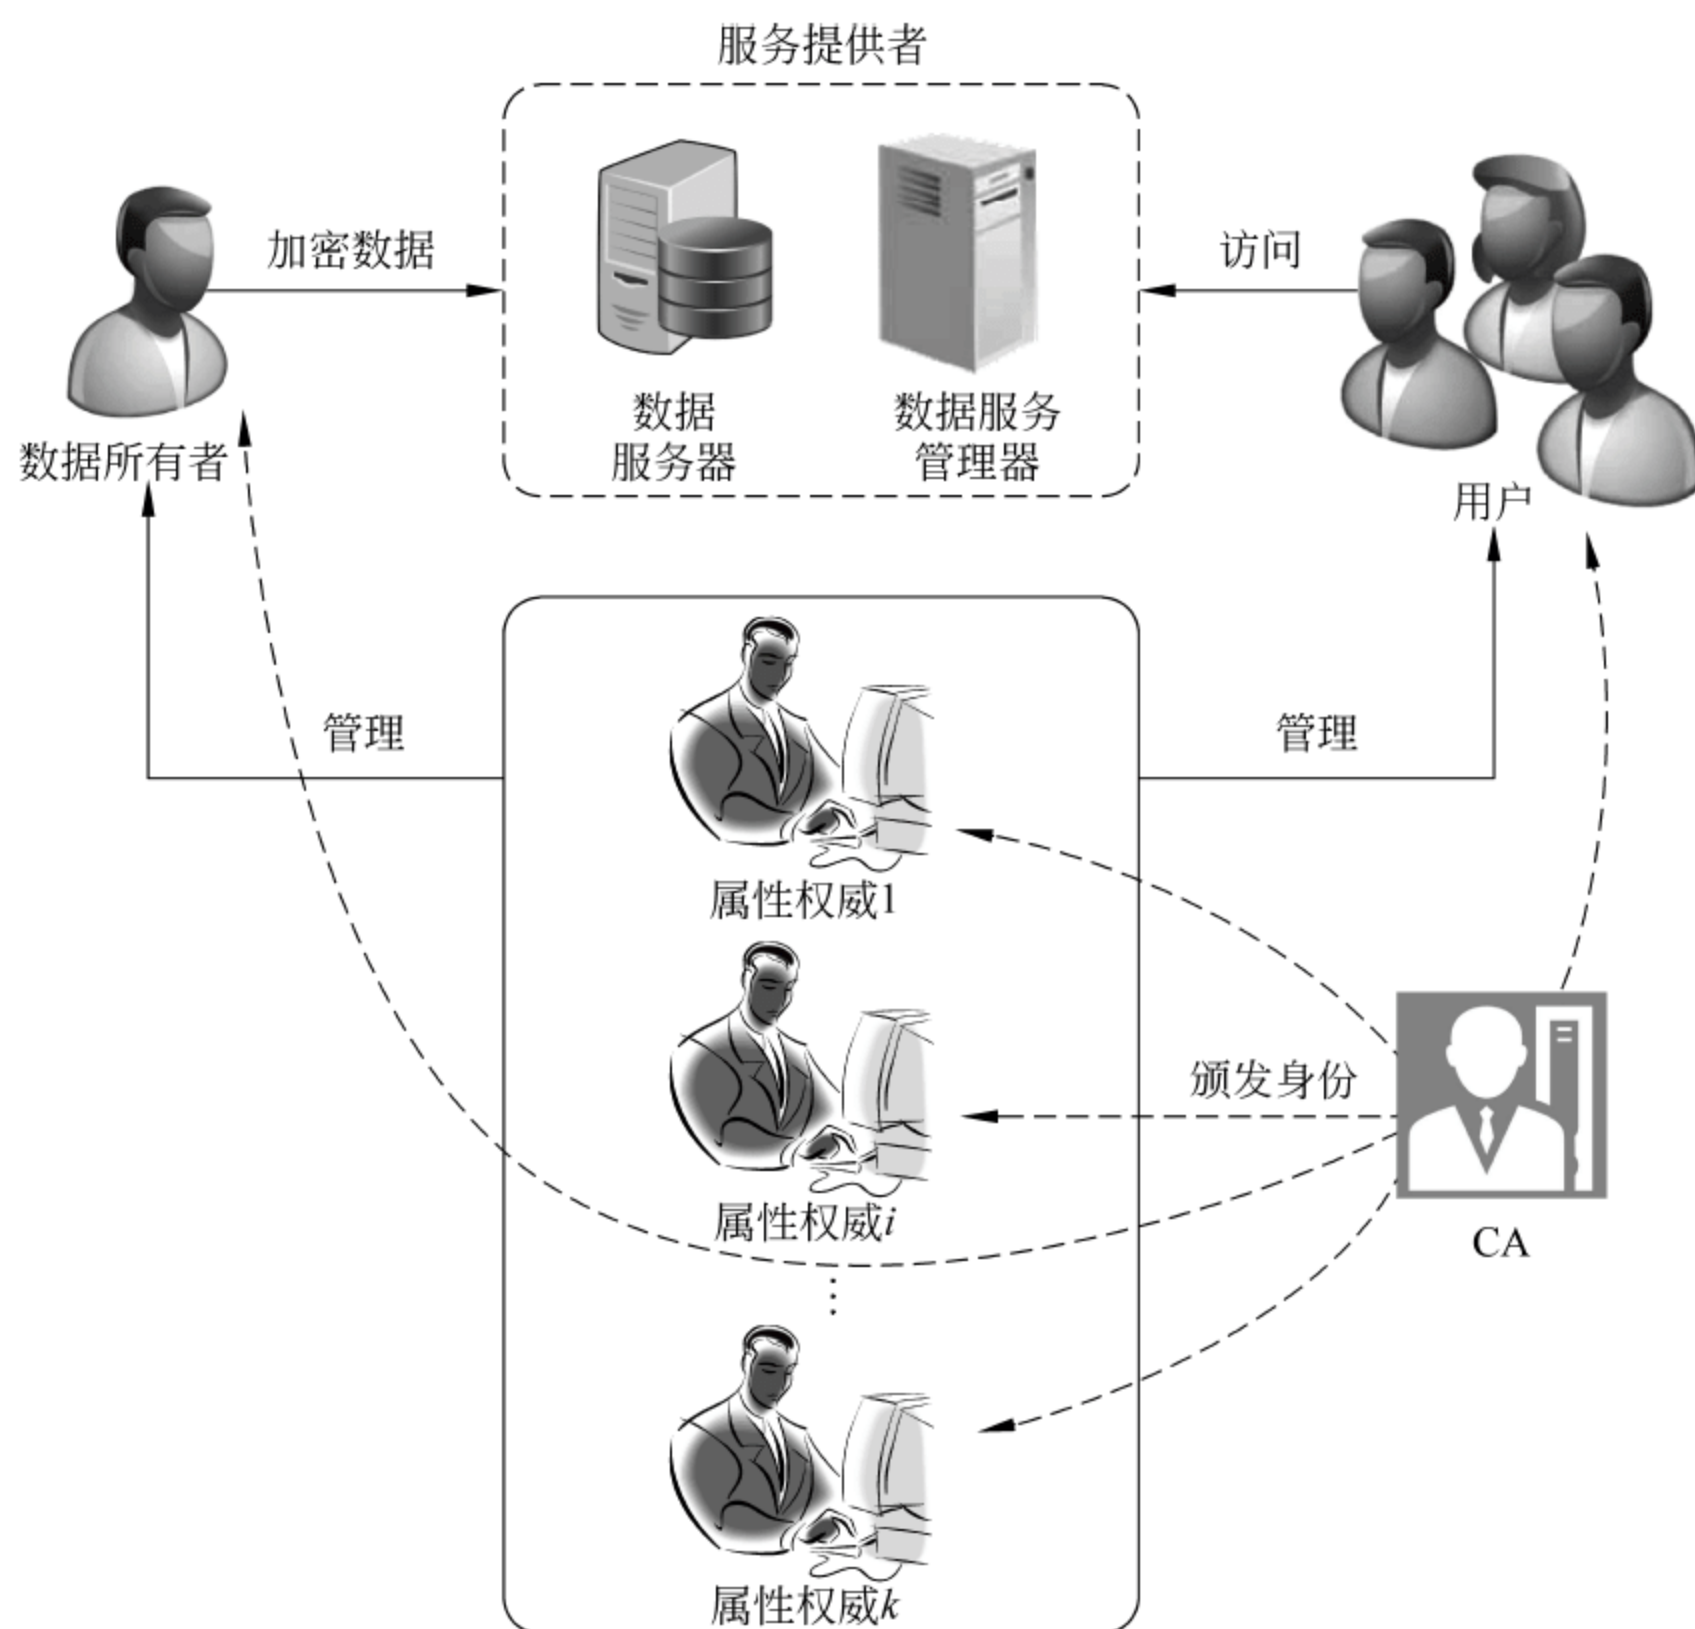 服务提供者
加密数据
访问
数据
服务器
数据服务
管理器
数据所有者
用户
管理
管理
属性权威1
颁发身份
属性权威i
CA
⋮
属性权威k